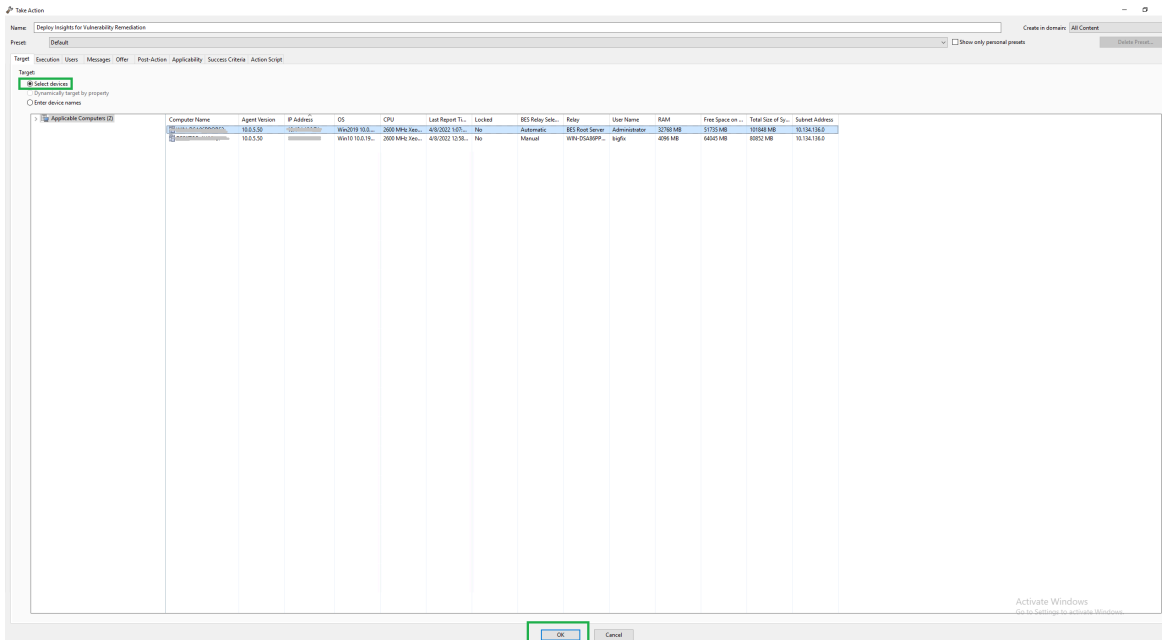 Take Action
Name: Deploy Insights for Vulnerability Remediation Create in domain: All Content
Preset: Default Show only personal presets Delete Preset...
Target Execution Users Messages Offer Post-Action Applicability Success Criteria Action Script
Target:
Select devices
Dynamically target by property
Enter device names
Applicable Computers (2)
Computer Name Agent Version IP Address OS CPU Last Report Ti... Locked BES Relay Sele... Relay User Name RAM Free Space on ... Total Size of Sy... Subnet Address
10.0.5.50 Win2019 10.0.... 2600 MHz Xeo... 4/8/2022 1:07:... No Automatic BES Root Server Administrator 32768 MB 51735 MB 101848 MB 10.134.136.0
10.0.5.50 Win10 10.0.19... 2600 MHz Xeo... 4/8/2022 12:58... No Manual WIN-DSA86PP... bigfix 4096 MB 64045 MB 80852 MB 10.134.136.0
Activate Windows
Go to Settings to activate Windows.
OK Cancel